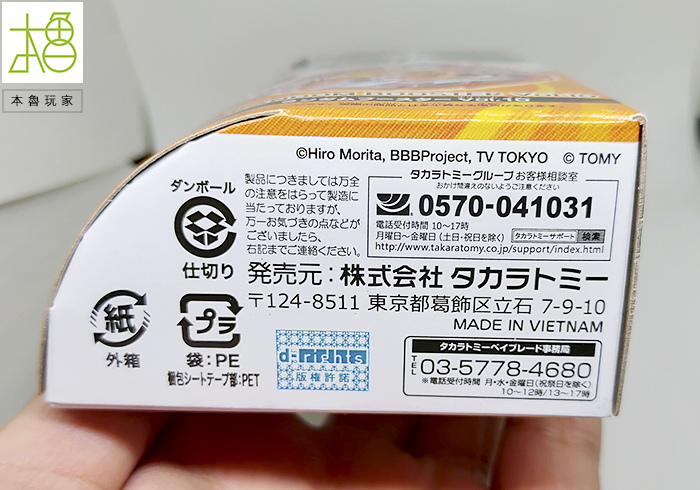 本魯玩家
©Hiro Morita, BBBProject, TV TOKYO © TOMY
ダンボール
仕切り
製品につきましては万全
の注意をはらって製造に
当たっておりますが、
万一お気づきの点などが
ございましたら、
右記までご連絡ください。
タカラトミーグループ お客様相談室
おかけ間違えのないようご注意ください
0570-041031
電話受付時間 10〜17時
月曜日〜金曜日(土日・祝日を除く)
タカラトミーサポート 検索
http://www.takaratomy.co.jp/support/index.html
発売元:株式会社 タカラトミー
〒124-8511 東京都葛飾区立石 7-9-10
MADE IN VIETNAM
紙
外箱
プラ
袋:PE
梱包シートテープ部:PET
d-rights
版権許諾
タカラトミーベイブレード事務局
TEL 03-5778-4680
※電話受付時間 月・水・金曜日(祝祭日を除く)
10〜12時/13〜17時